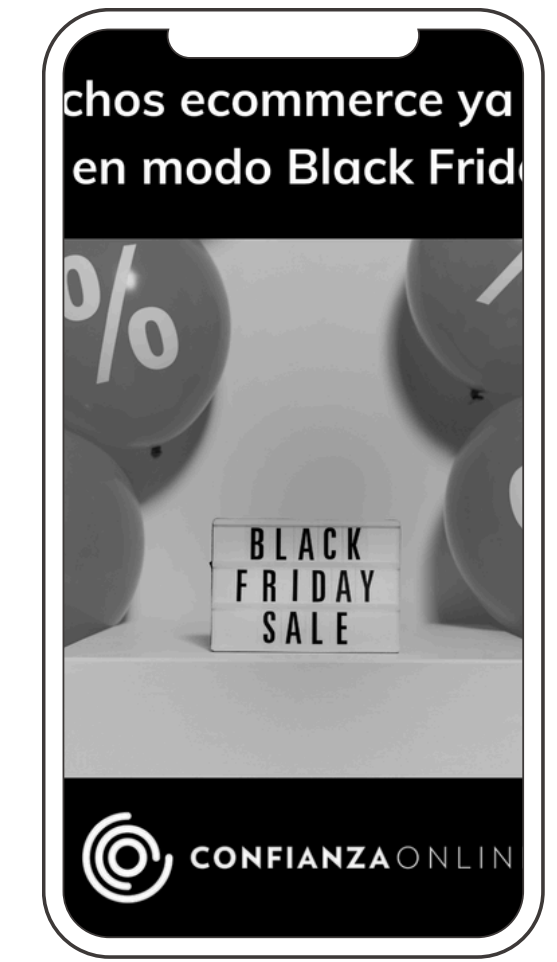 chos ecommerce ya
en modo Black Frid
%
BLACK
FRIDAY
SALE
CONFIANZAONLIN